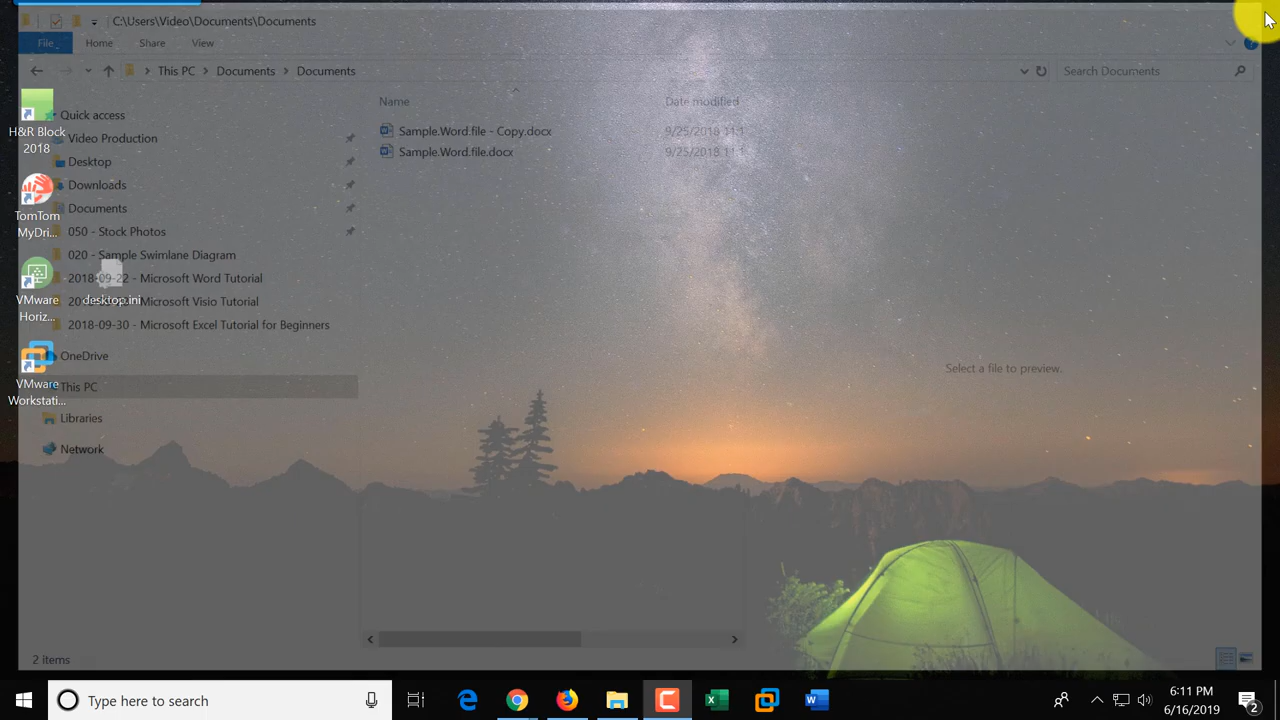 C:\Users\Video\Documents\Documents
File Home Share View
This PC Documents Documents
Search Documents
Name Date modified
Sample.Word.file - Copy.docx 9/25/2018 11:1
Sample.Word.file.docx 9/25/2018 11:1
Quick access
Video Production
Desktop
Downloads
Documents
050 - Stock Photos
020 - Sample Swimlane Diagram
2018-09-22 - Microsoft Word Tutorial
Microsoft Visio Tutorial
2018-09-30 - Microsoft Excel Tutorial for Beginners
OneDrive
This PC
Libraries
Network
Select a file to preview.
2 items
H&R Block
2018
TomTom
MyDri...
VMware
Horiz...
desktop.ini
VMware
Workstati...
Type here to search
6:11 PM
6/16/2019
2